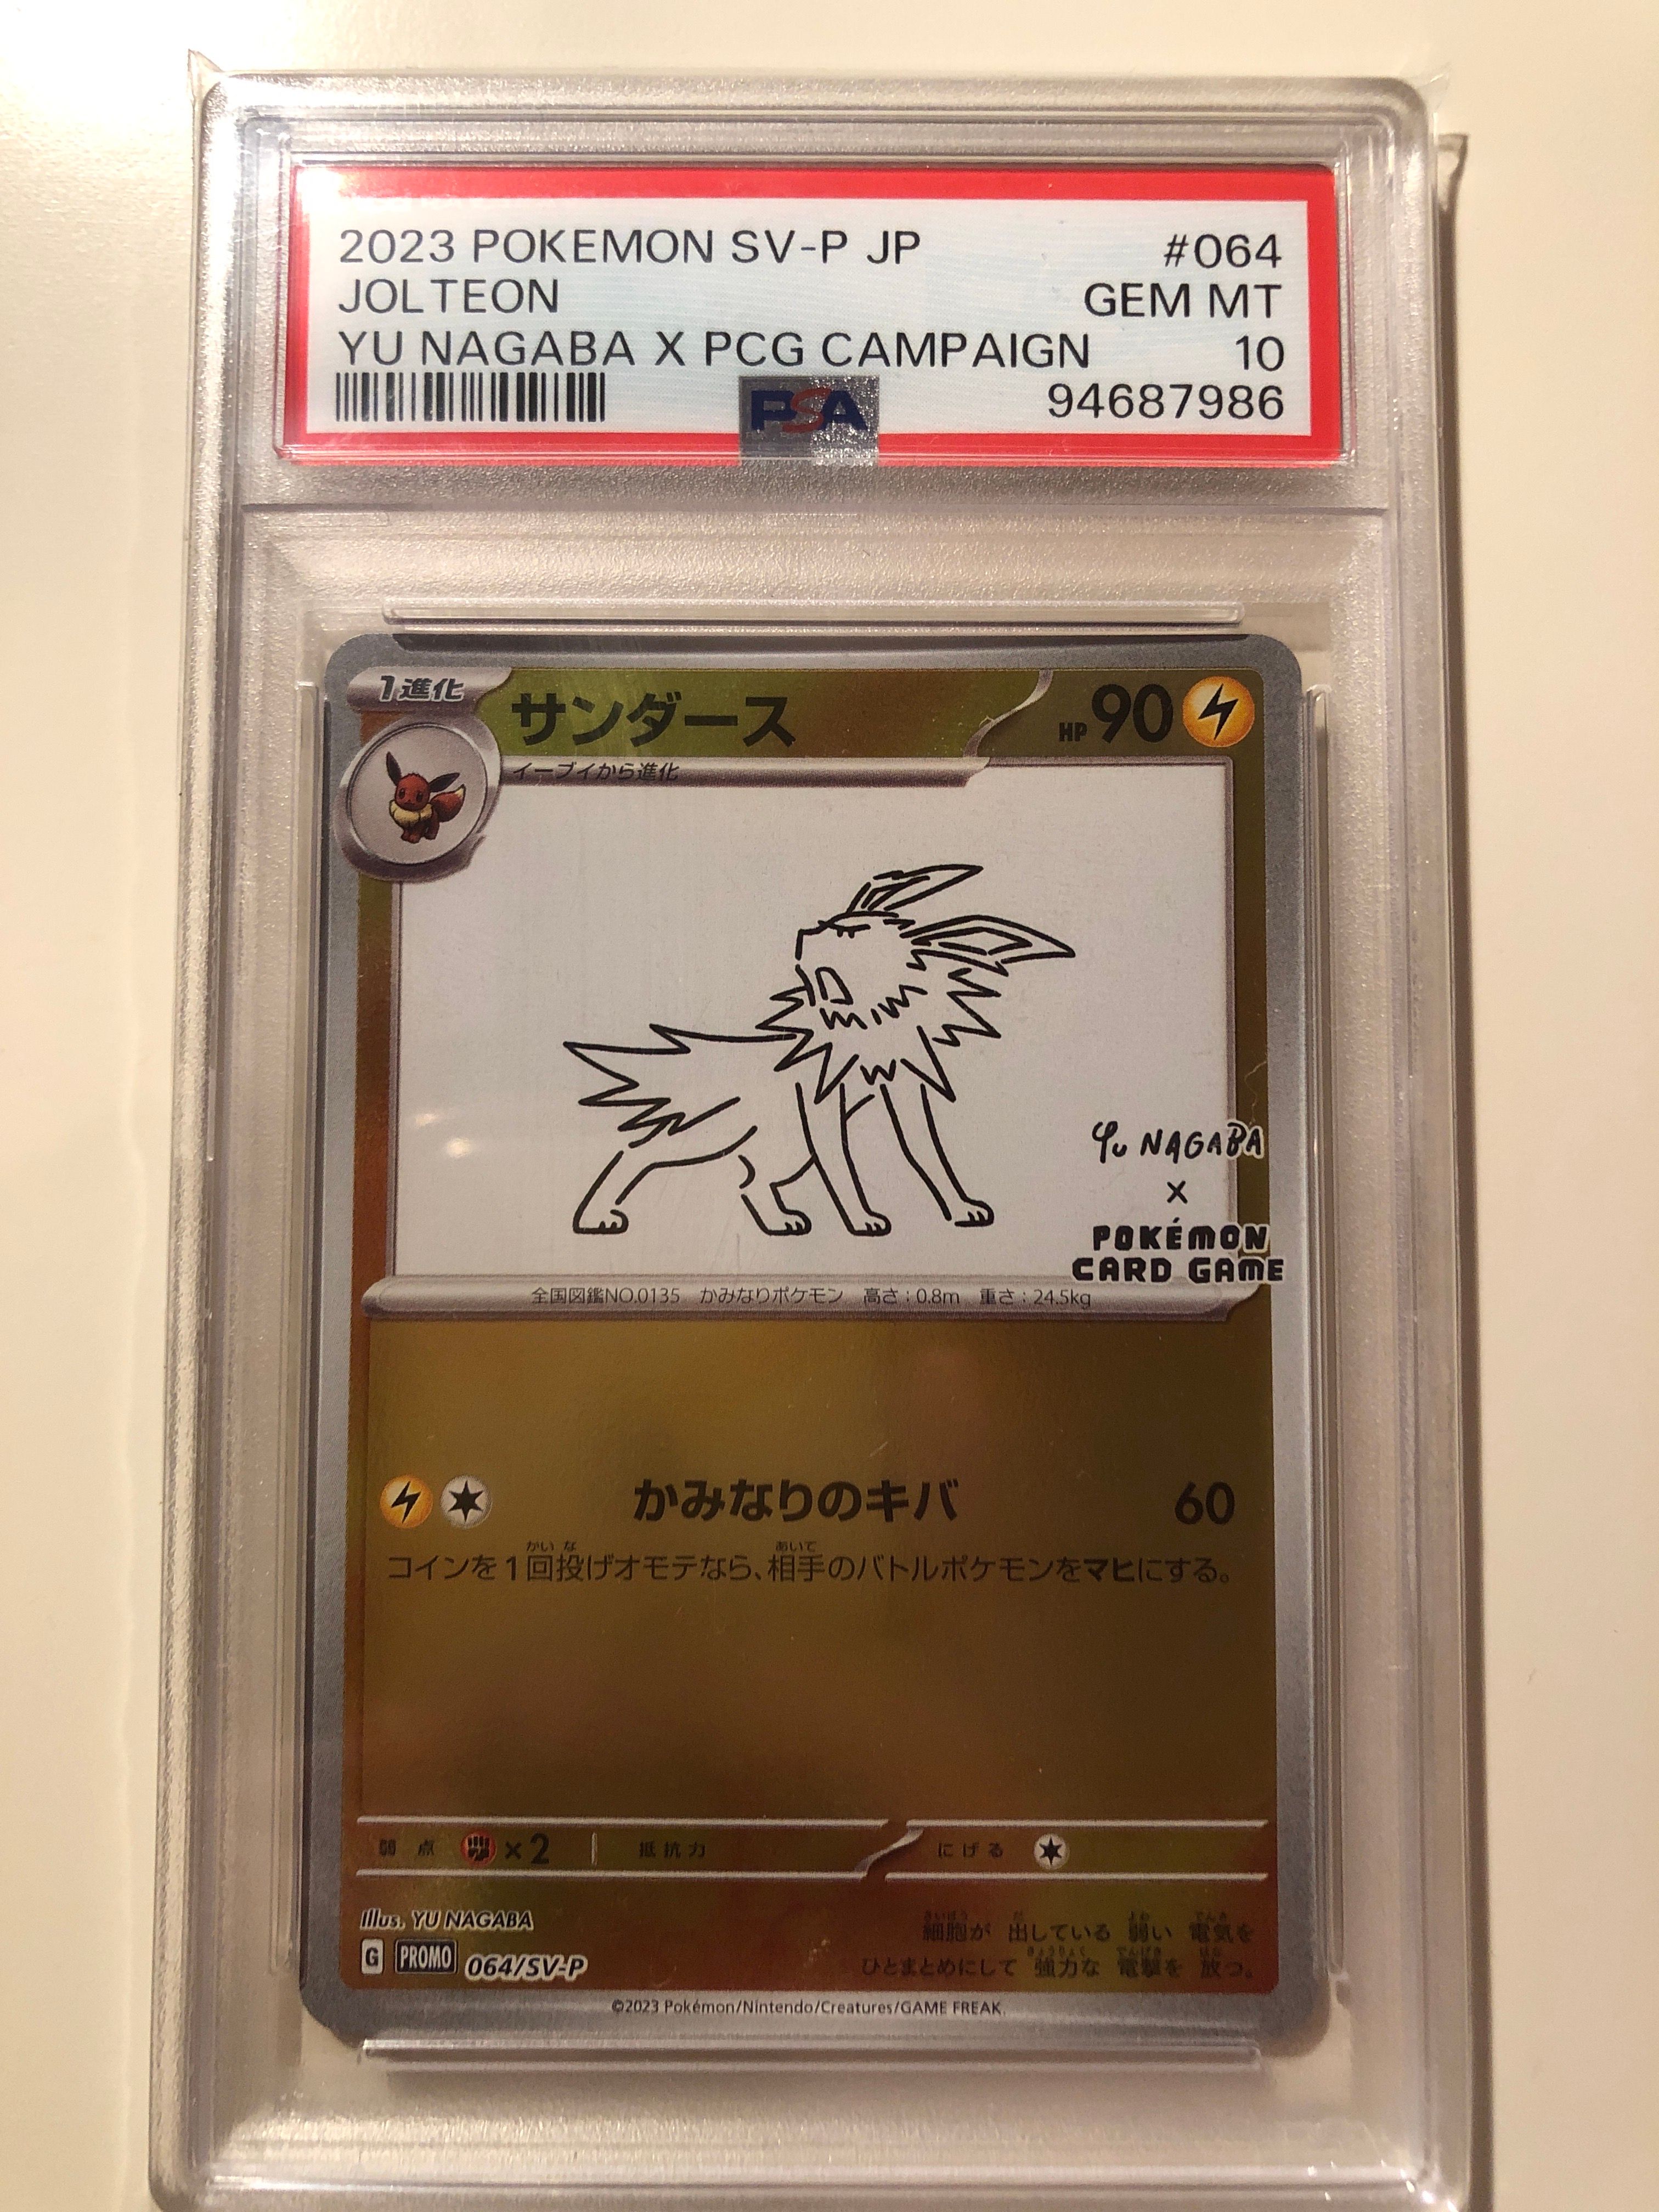 2023 POKEMON SV-P JP #064
JOLTEON GEM MT
YU NAGABA X PCG CAMPAIGN 10
PSA 94687986
1進化
サンダース
HP 90
イーブイから進化
Yu NAGABA
×
POKÉMON
CARD GAME
全国図鑑NO.0135 かみなりポケモン 高さ:0.8m 重さ:24.5kg
かみなりのキバ 60
コインを1回投げオモテなら、相手のバトルポケモンをマヒにする。
弱点 ×2 抵抗力 にげる
Illus. YU NAGABA
G PROMO 064/SV-P
細胞が 出している 弱い 電気を
ひとまとめにして 強力な 電撃を 放つ。
©2023 Pokémon/Nintendo/Creatures/GAME FREAK.